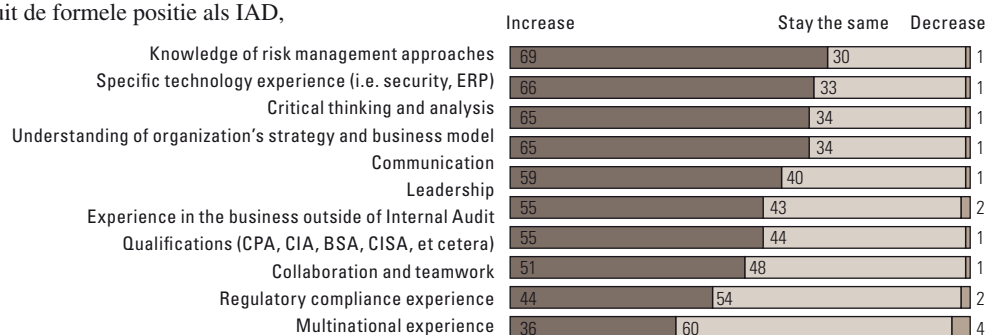 uit de formele positie als IAD,
Increase Stay the same Decrease
Knowledge of risk management approaches 69 30 1
Specific technology experience (i.e. security, ERP) 66 33 1
Critical thinking and analysis 65 34 1
Understanding of organization's strategy and business model 65 34 1
Communication 59 40 1
Leadership 55 43 2
Experience in the business outside of Internal Audit 55 44 1
Qualifications (CPA, CIA, BSA, CISA, et cetera) 51 48 1
Collaboration and teamwork 44 54 2
Regulatory compliance experience 36 60 4
Multinational experience